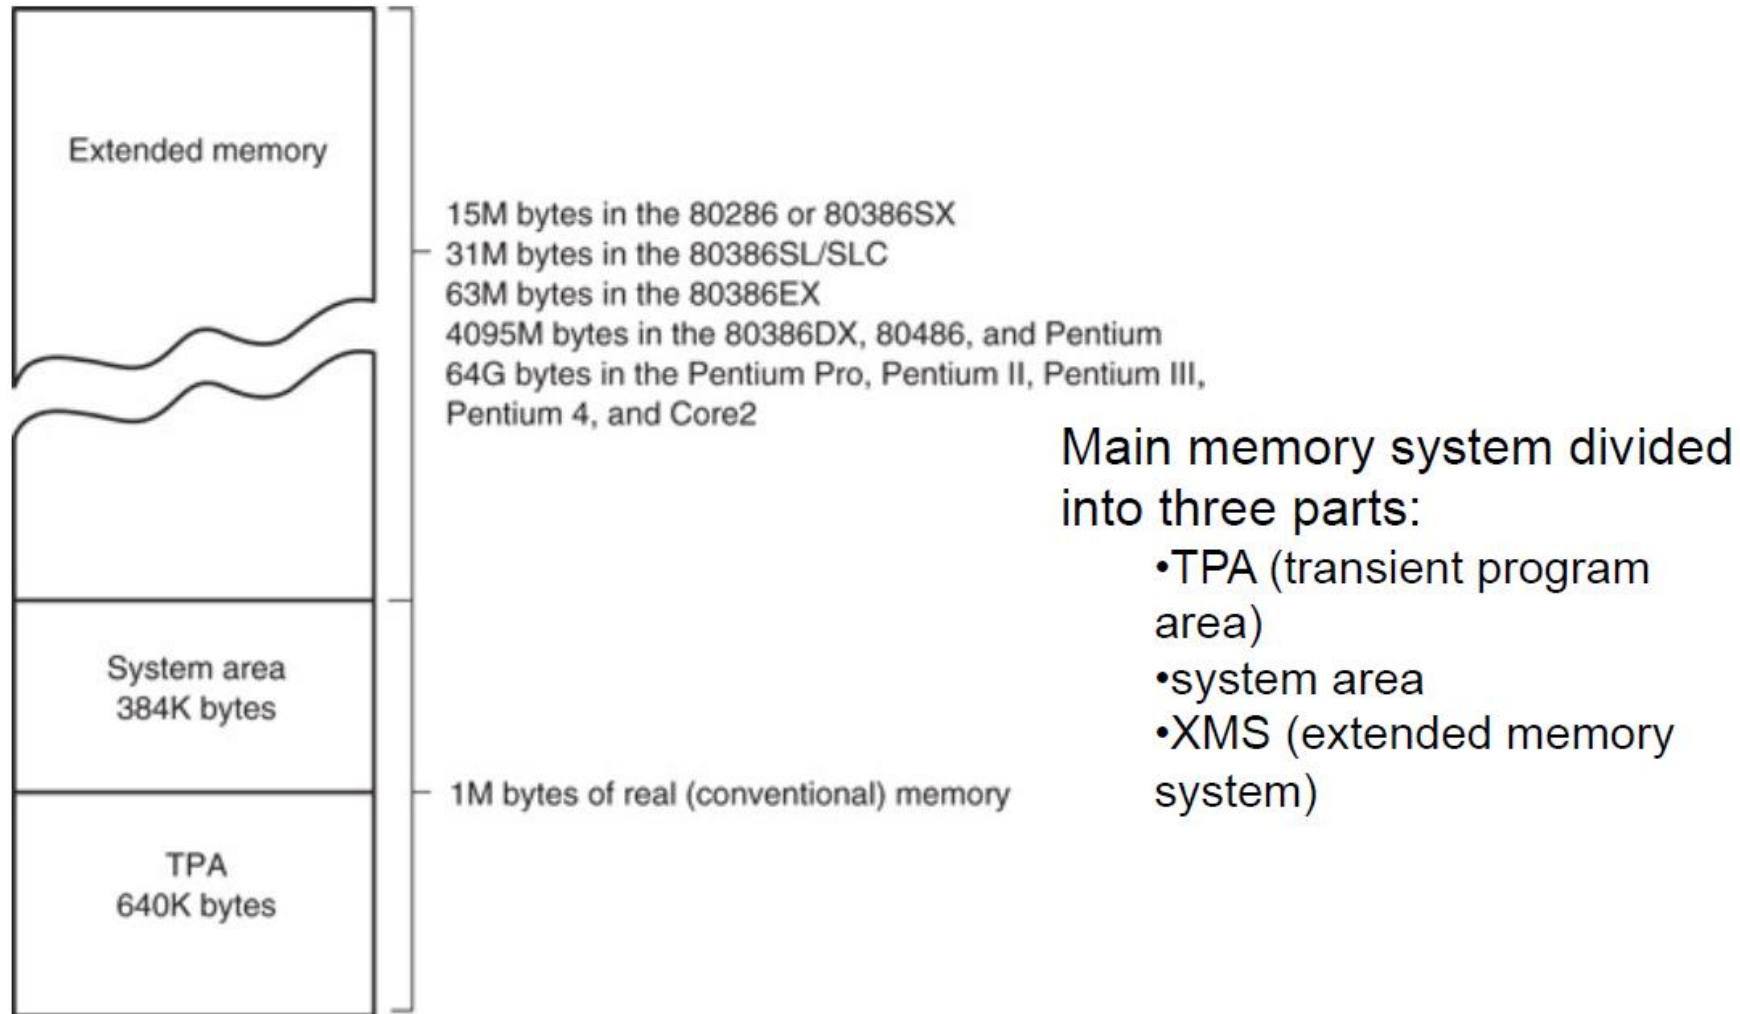 Extended memory
15M bytes in the 80286 or 80386SX
31M bytes in the 80386SL/SLC
63M bytes in the 80386EX
4095M bytes in the 80386DX, 80486, and Pentium
64G bytes in the Pentium Pro, Pentium II, Pentium III,
Pentium 4, and Core2
System area
384K bytes
1M bytes of real (conventional) memory
TPA
640K bytes
Main memory system divided
into three parts:
•TPA (transient program
area)
•system area
•XMS (extended memory
system)